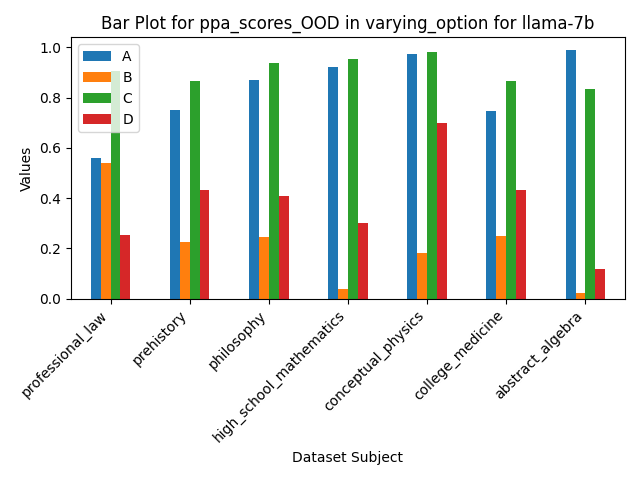 Bar Plot for ppa_scores_OOD in varying_option for llama-7b
1.0
0.8
0.6
0.4
0.2
0.0
Values
A
B
C
D
professional_law
prehistory
philosophy
high_school_mathematics
conceptual_physics
college_medicine
abstract_algebra
Dataset Subject